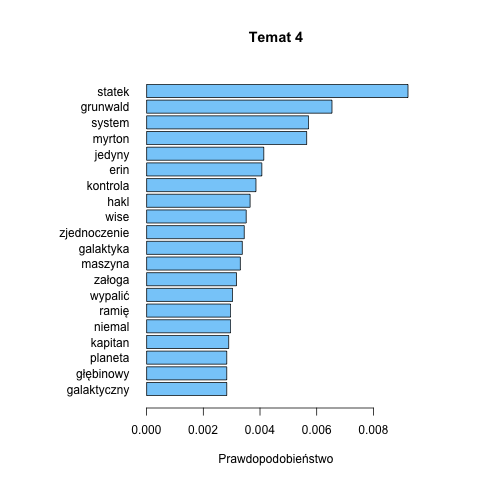 Temat 4
statek
grunwald
system
myrton
jedyny
erin
kontrola
hakl
wise
zjednoczenie
galaktyka
maszyna
załoga
wypalić
ramię
niemal
kapitan
planeta
głębinowy
galaktyczny
0.000 0.002 0.004 0.006 0.008
Prawdopodobieństwo